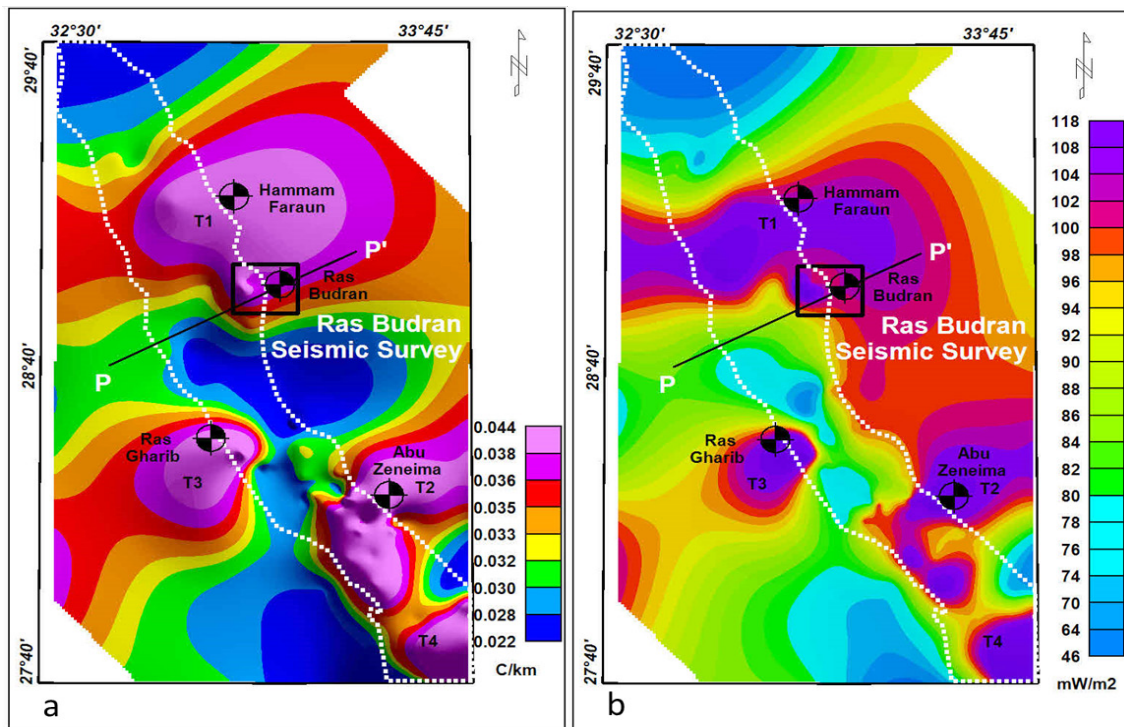 32°30'
33°45'
29°40'
N
Hammam
Faraun
T1
P'
Ras
Budran
Ras Budran
Seismic Survey
P
28°40'
Ras
Gharib
T3
Abu
Zeneima
T2
T4
27°40'
0.044
0.038
0.036
0.035
0.033
0.032
0.030
0.028
0.022
C/km
a
32°30'
33°45'
29°40'
N
Hammam
Faraun
T1
P'
Ras
Budran
Ras Budran
Seismic Survey
P
28°40'
Ras
Gharib
T3
Abu
Zeneima
T2
T4
27°40'
118
108
104
102
100
98
96
94
92
90
88
86
84
82
80
78
76
74
70
64
46
mW/m2
b